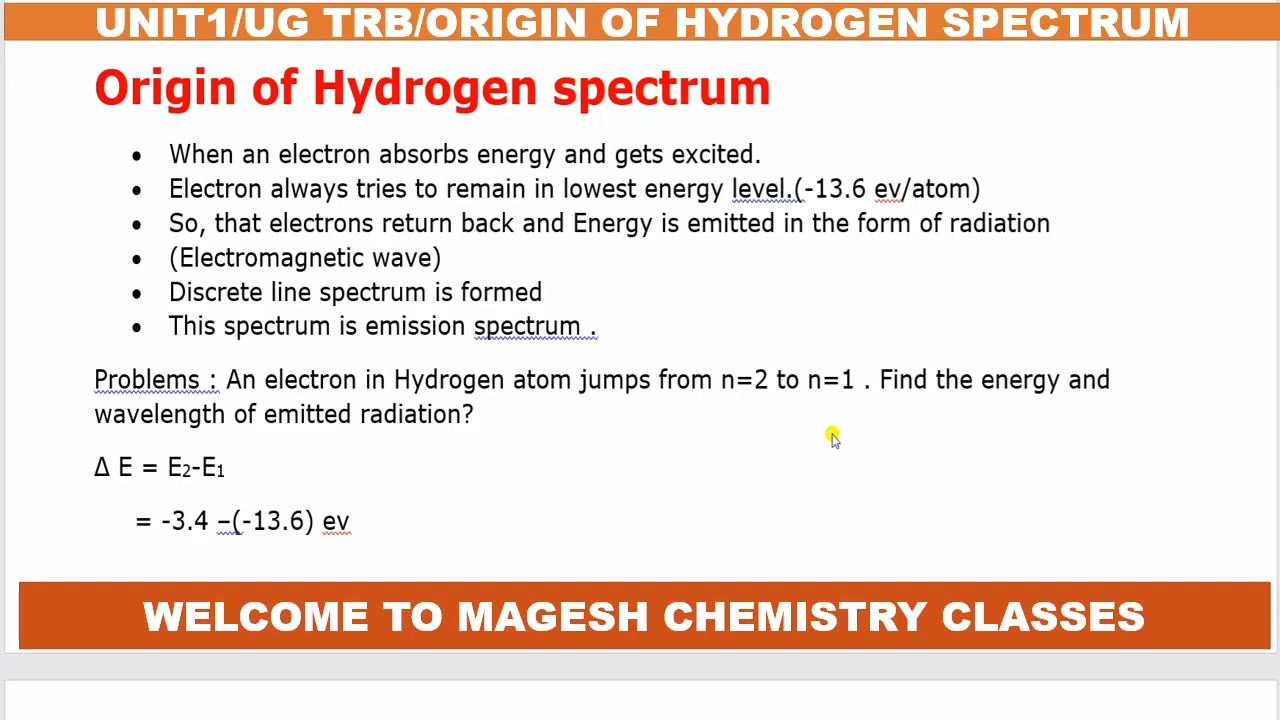 UNIT1/UG TRB/ORIGIN OF HYDROGEN SPECTRUM
Origin of Hydrogen spectrum
• When an electron absorbs energy and gets excited.
• Electron always tries to remain in lowest energy level.(-13.6 ev/atom)
• So, that electrons return back and Energy is emitted in the form of radiation
• (Electromagnetic wave)
• Discrete line spectrum is formed
• This spectrum is emission spectrum .
Problems : An electron in Hydrogen atom jumps from n=2 to n=1 . Find the energy and
wavelength of emitted radiation?
Δ E = E₂-E₁
= -3.4 –(-13.6) ev
WELCOME TO MAGESH CHEMISTRY CLASSES